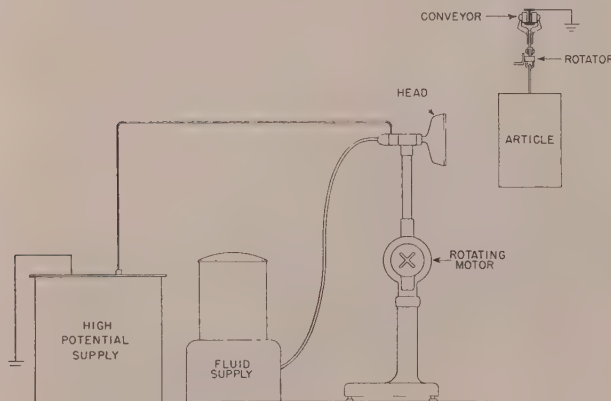 CONVEYOR
ROTATOR
HEAD
ARTICLE
ROTATING
MOTOR
HIGH
POTENTIAL
SUPPLY
FLUID
SUPPLY